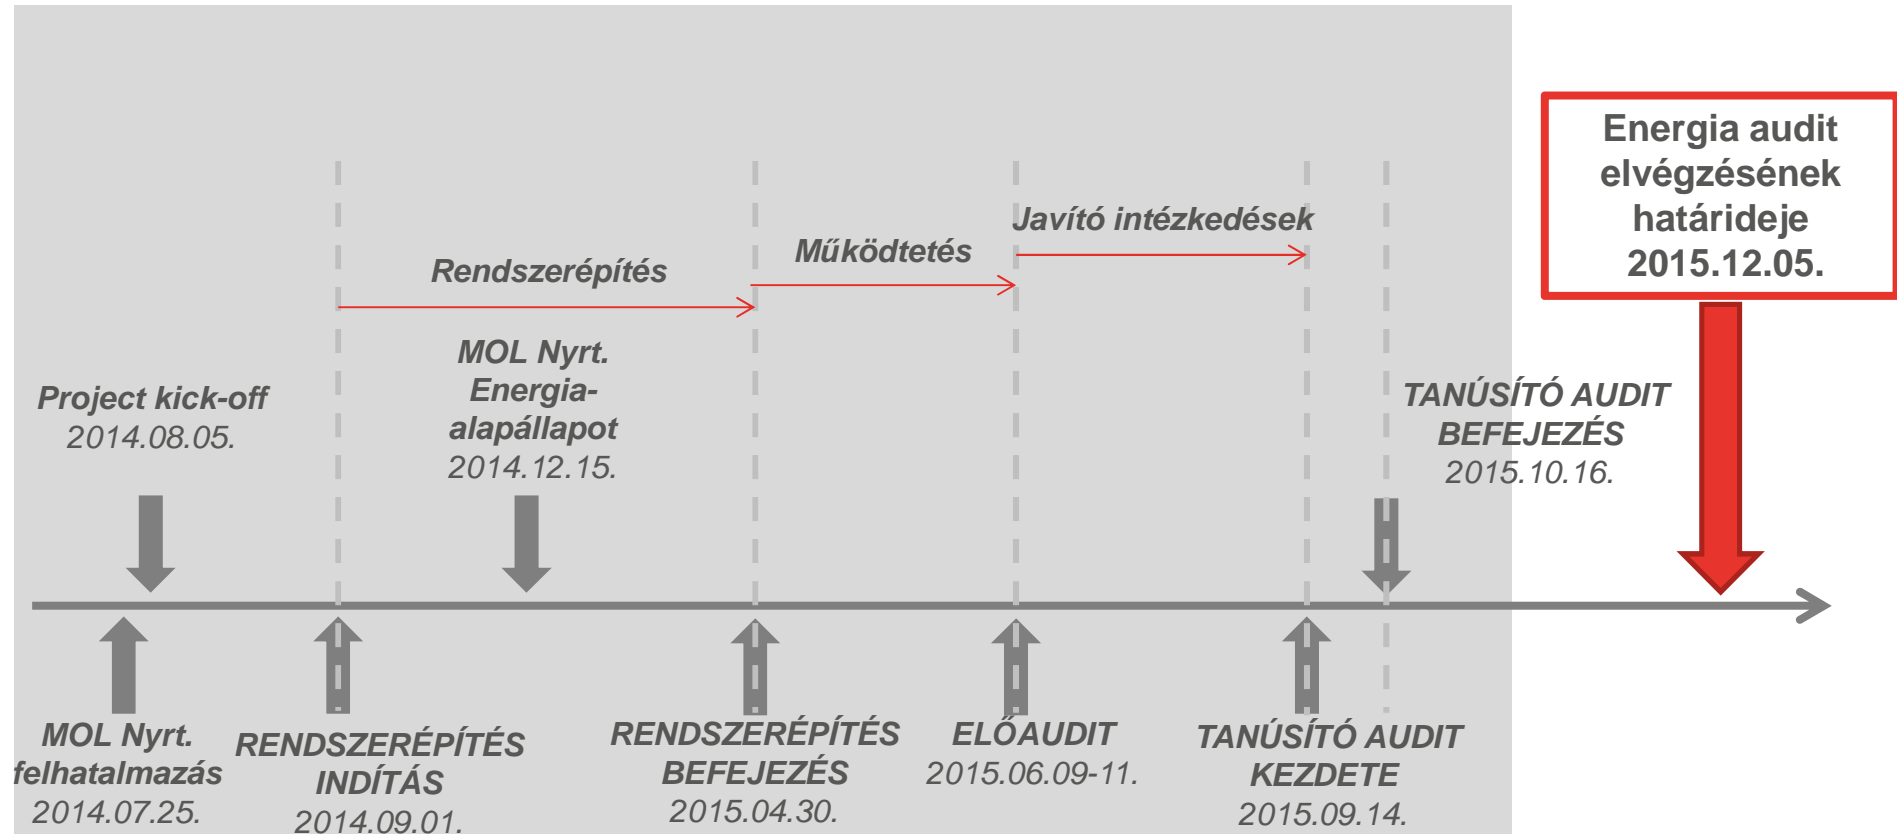 Energia audit
elvégzésének
határideje
2015.12.05.
Javító intézkedések
Működtetés
Rendszerépítés
MOL Nyrt.
Energia-
alapállapot
2014.12.15.
Project kick-off
2014.08.05.
TANÚSÍTÓ AUDIT
BEFEJEZÉS
2015.10.16.
MOL Nyrt.
felhatalmazás
2014.07.25.
RENDSZERÉPÍTÉS
INDÍTÁS
2014.09.01.
RENDSZERÉPÍTÉS
BEFEJEZÉS
2015.04.30.
ELŐAUDIT
2015.06.09-11.
TANÚSÍTÓ AUDIT
KEZDETE
2015.09.14.